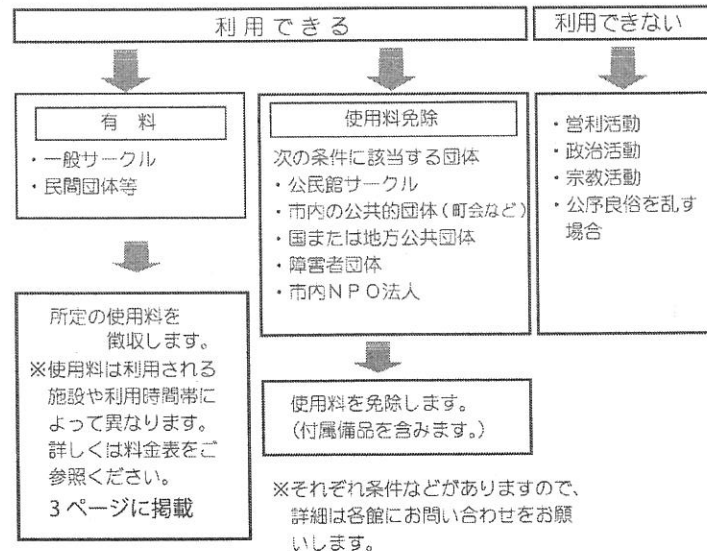 利用できる
利用できない
有　料
・一般サークル
・民間団体等
使用料免除
次の条件に該当する団体
・公民館サークル
・市内の公共的団体（町会など）
・国または地方公共団体
・障害者団体
・市内ＮＰＯ法人
・営利活動
・政治活動
・宗教活動
・公序良俗を乱す
場合
所定の使用料を
徴収します。
※使用料は利用される
施設や利用時間帯に
よって異なります。
詳しくは料金表をご
参照ください。
3ページに掲載
使用料を免除します。
(付属備品を含みます。)
※それぞれ条件などがありますので、
詳細は各館にお問い合わせをお願
いします。